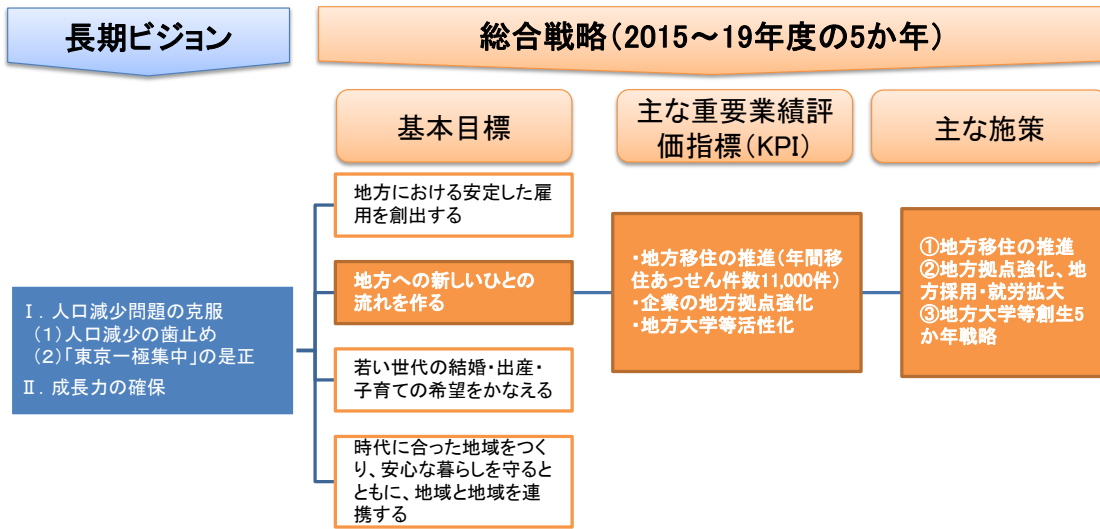 長期ビジョン
総合戦略(2015～19年度の5か年)
基本目標
主な重要業績評
価指標(KPI)
主な施策
Ⅰ．人口減少問題の克服
(1)人口減少の歯止め
(2)「東京一極集中」の是正
Ⅱ．成長力の確保
地方における安定した雇
用を創出する
地方への新しいひとの
流れを作る
若い世代の結婚・出産・
子育ての希望をかなえる
時代に合った地域をつく
り、安心な暮らしを守ると
ともに、地域と地域を連
携する
・地方移住の推進(年間移
住あっせん件数11,000件)
・企業の地方拠点強化
・地方大学等活性化
①地方移住の推進
②地方拠点強化、地
方採用・就労拡大
③地方大学等創生5
か年戦略